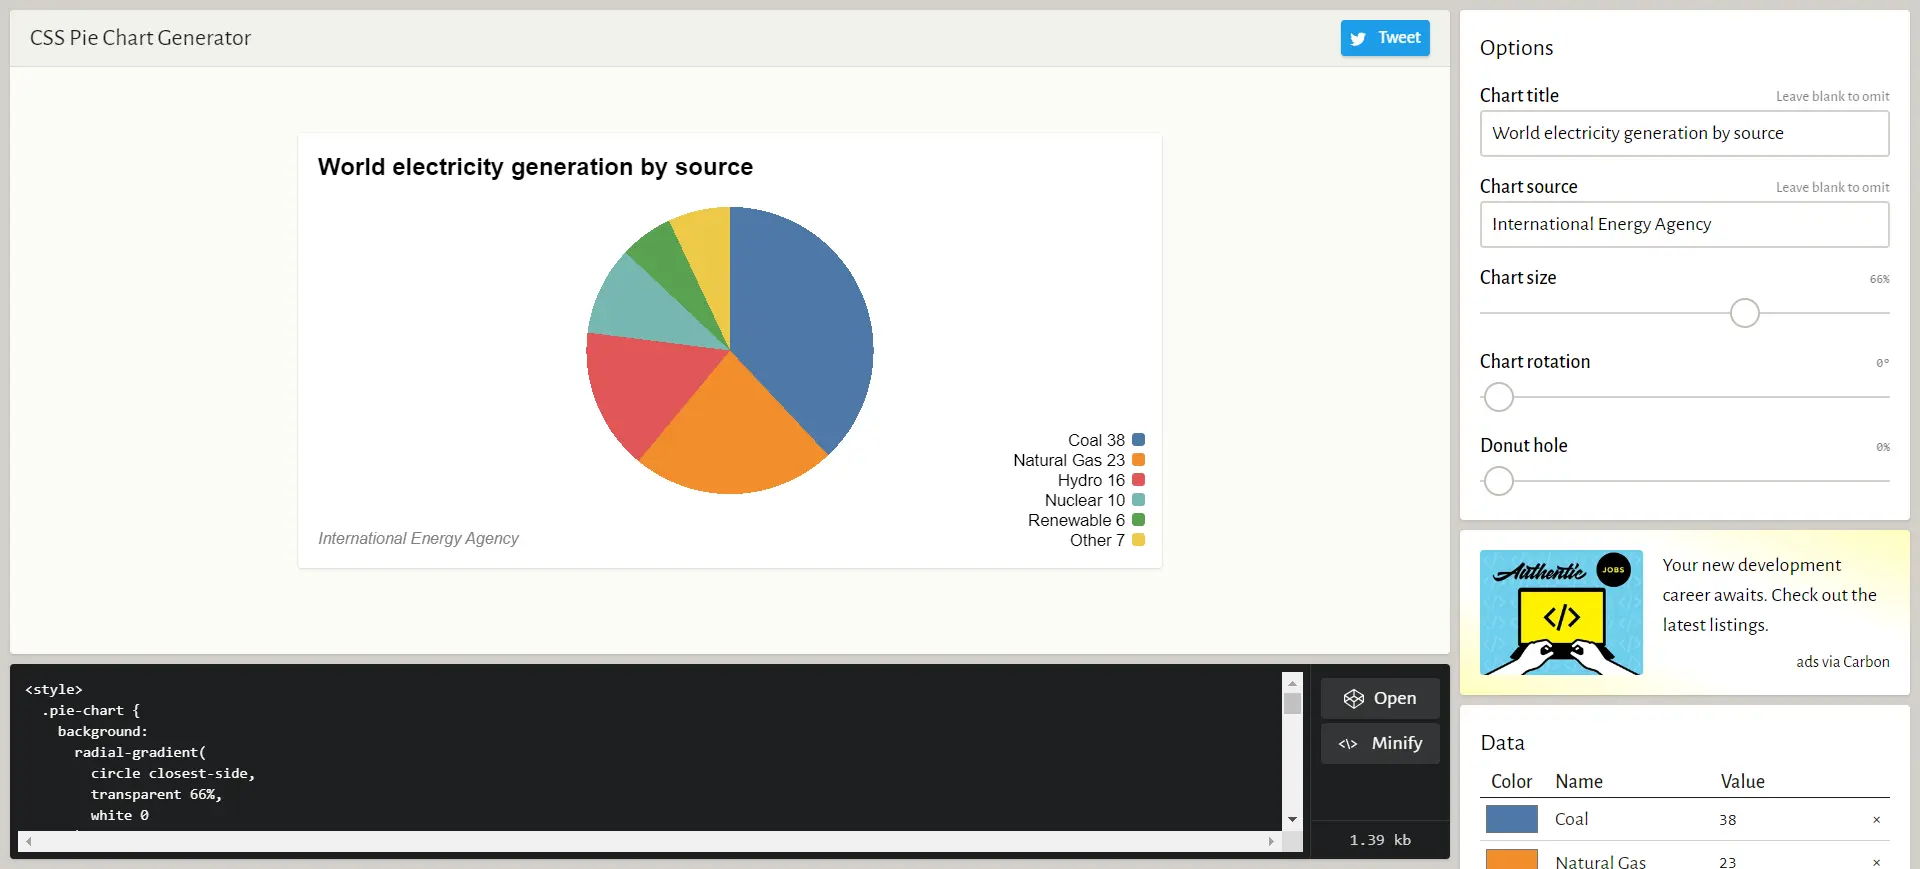 CSS Pie Chart Generator
Tweet
World electricity generation by source
Coal 38
Natural Gas 23
Hydro 16
Nuclear 10
Renewable 6
Other 7
International Energy Agency
<style>
.pie-chart {
background:
radial-gradient(
circle closest-side,
transparent 66%,
white 0
Open
</> Minify
1.39 kb
Options
Chart title Leave blank to omit
World electricity generation by source
Chart source Leave blank to omit
International Energy Agency
Chart size 66%
Chart rotation 0°
Donut hole 0%
Authentic JOBS
</>
Your new development
career awaits. Check out the
latest listings.
ads via Carbon
Data
Color Name Value
Coal 38 ×
Natural Gas 23 ×